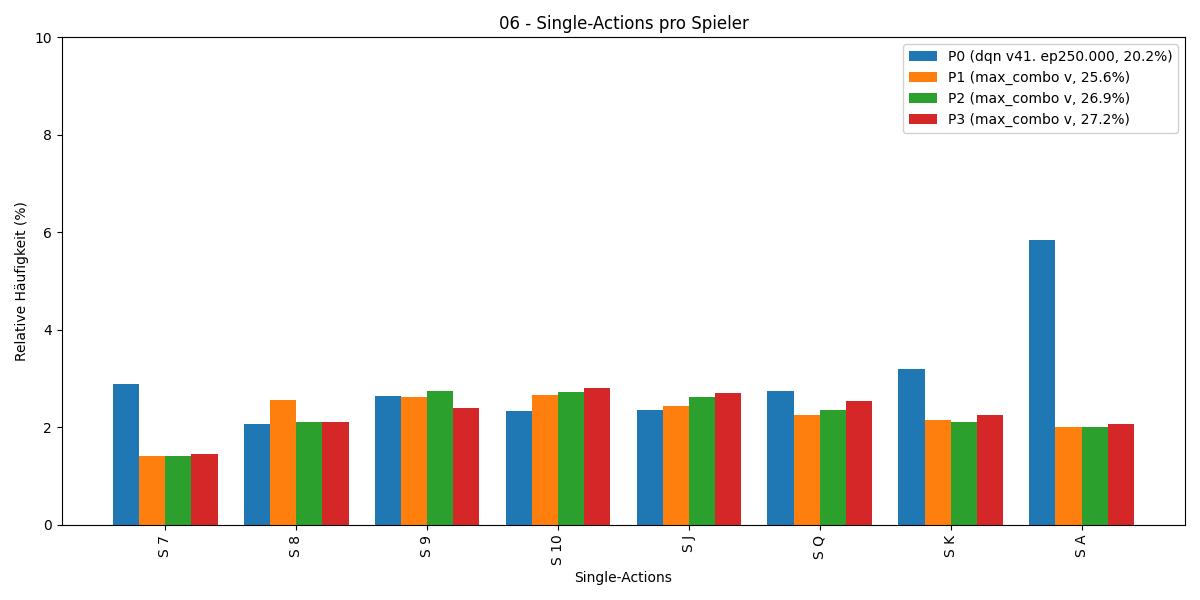 06 - Single-Actions pro Spieler
P0 (dqn v41. ep250.000, 20.2%)
P1 (max_combo v, 25.6%)
P2 (max_combo v, 26.9%)
P3 (max_combo v, 27.2%)
Relative Häufigkeit (%)
10
8
6
4
2
0
S 7
S 8
S 9
S 10
S J
S Q
S K
S A
Single-Actions